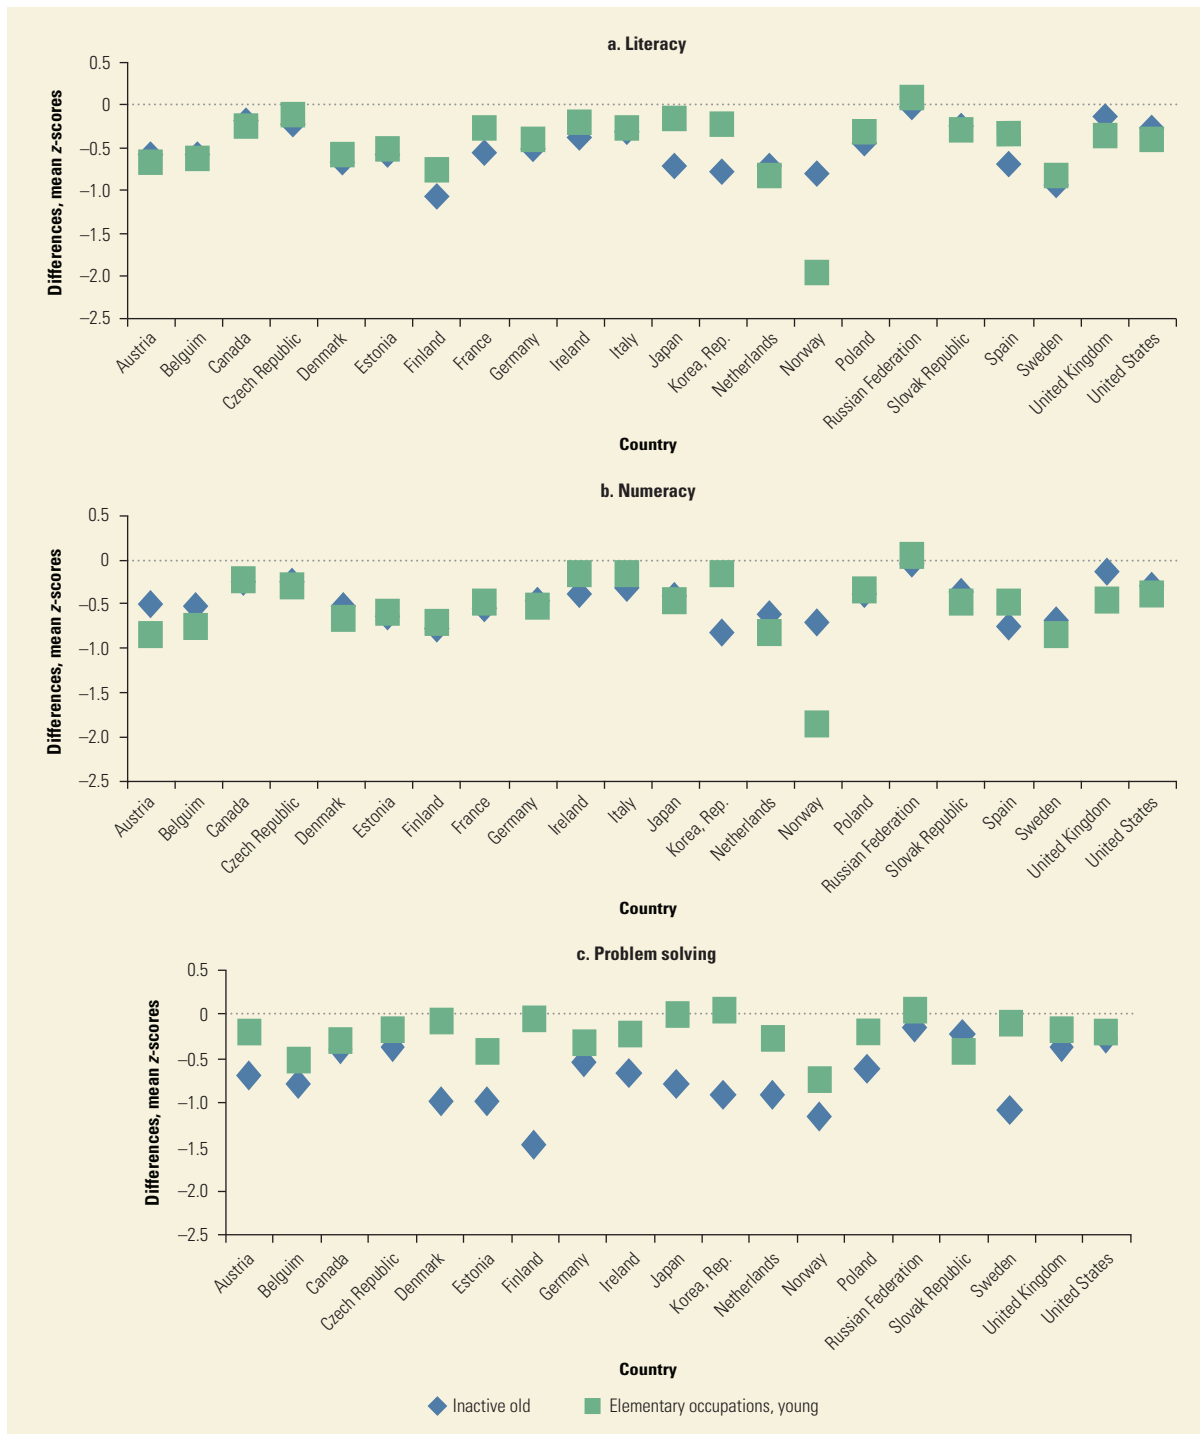 a. Literacy
Differences, mean z-scores
0.5
0
–0.5
–1.0
–1.5
–2.0
–2.5
Austria
Belguim
Canada
Czech Republic
Denmark
Estonia
Finland
France
Germany
Ireland
Italy
Japan
Korea, Rep.
Netherlands
Norway
Poland
Russian Federation
Slovak Republic
Spain
Sweden
United Kingdom
United States
Country
b. Numeracy
Differences, mean z-scores
0.5
0
–0.5
–1.0
–1.5
–2.0
–2.5
Austria
Belguim
Canada
Czech Republic
Denmark
Estonia
Finland
France
Germany
Ireland
Italy
Japan
Korea, Rep.
Netherlands
Norway
Poland
Russian Federation
Slovak Republic
Spain
Sweden
United Kingdom
United States
Country
c. Problem solving
Differences, mean z-scores
0.5
0
–0.5
–1.0
–1.5
–2.0
–2.5
Austria
Belguim
Canada
Czech Republic
Denmark
Estonia
Finland
Germany
Ireland
Japan
Korea, Rep.
Netherlands
Norway
Poland
Russian Federation
Slovak Republic
Sweden
United Kingdom
United States
Country
Inactive old
Elementary occupations, young